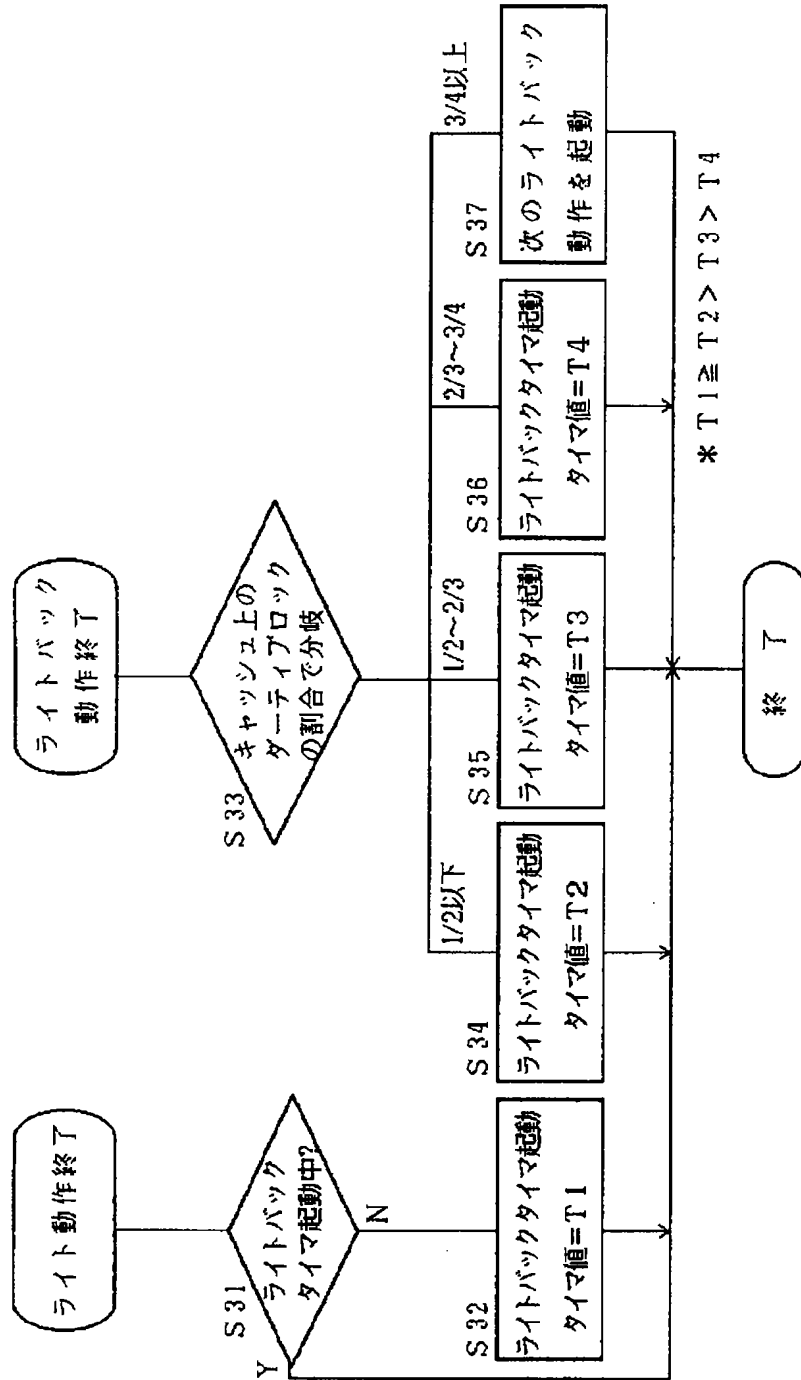 ライト動作終了
S31
ライトバック
タイマ起動中?
Y
N
S32
ライトバックタイマ起動
タイマ値=T1
ライトバック
動作終了
S33
キャッシュ上の
ダーティブロック
の割合で分岐
1/2以下
1/2～2/3
2/3～3/4
3/4以上
S34
ライトバックタイマ起動
タイマ値=T2
S35
ライトバックタイマ起動
タイマ値=T3
S36
ライトバックタイマ起動
タイマ値=T4
S37
次のライトバック
動作を起動
＊T1≧T2＞T3＞T4
終 了